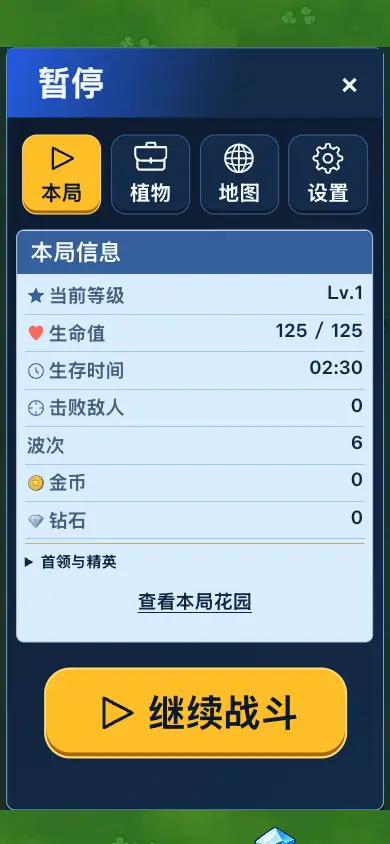 暂停
×
本局
植物
地图
设置
本局信息
当前等级 Lv.1
生命值 125 / 125
生存时间 02:30
击败敌人 0
波次 6
金币 0
钻石 0
首领与精英
查看本局花园
继续战斗